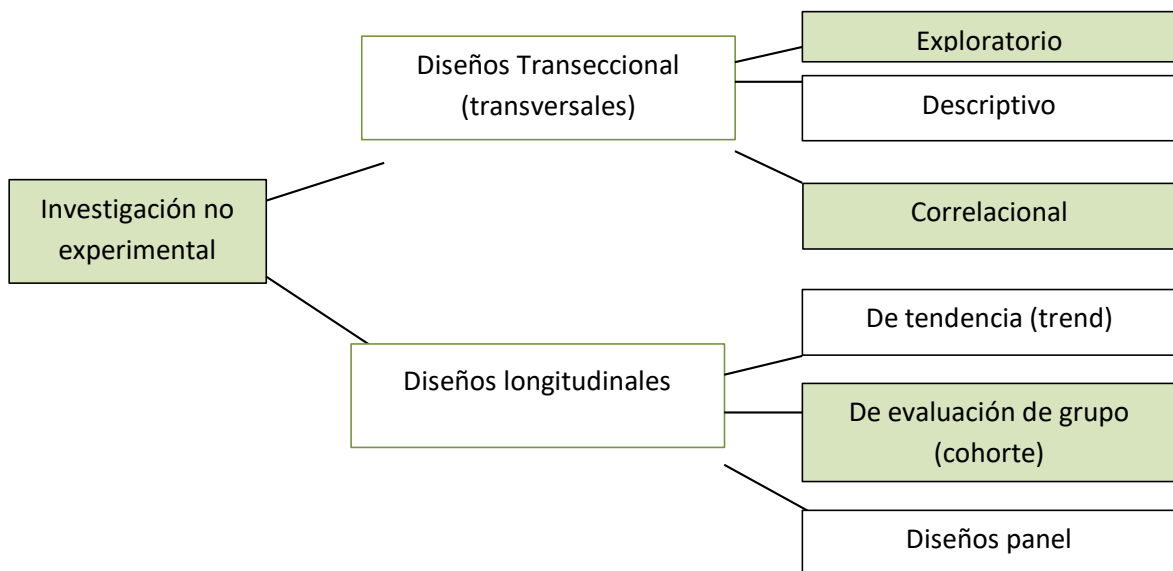 Exploratorio
Diseños Transeccional
(transversales)
Descriptivo
Investigación no
experimental
Correlacional
De tendencia (trend)
Diseños longitudinales
De evaluación de grupo
(cohorte)
Diseños panel